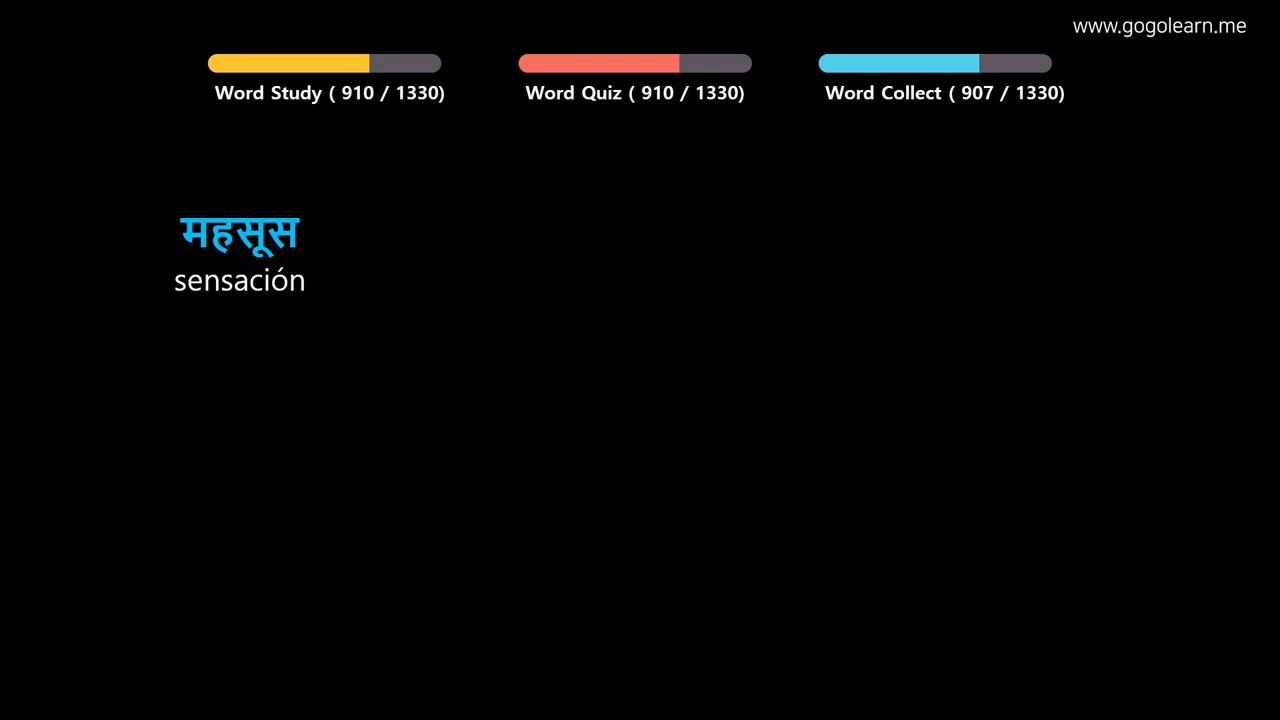 www.gogolearn.me
Word Study ( 910 / 1330)
Word Quiz ( 910 / 1330)
Word Collect ( 907 / 1330)
महसूस
sensación